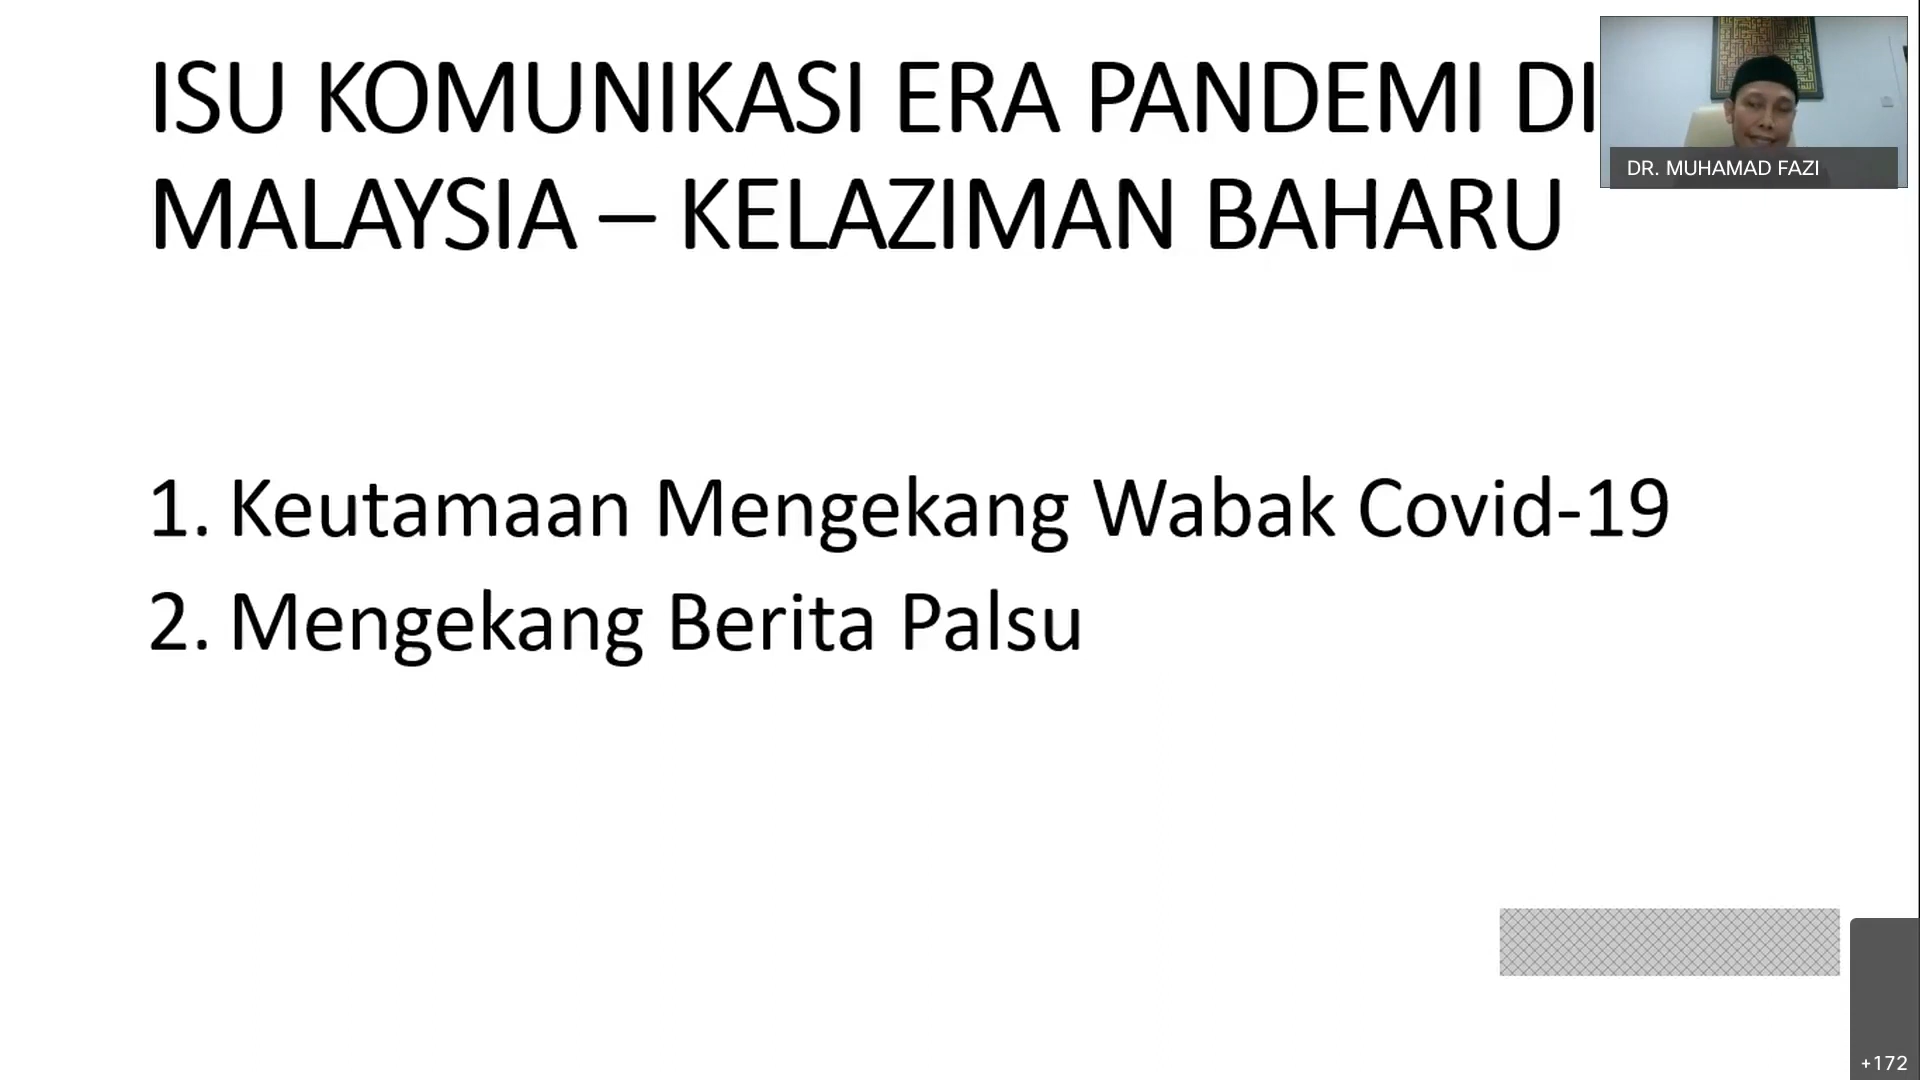 ISU KOMUNIKASI ERA PANDEMI DI
MALAYSIA – KELAZIMAN BAHARU
DR. MUHAMAD FAZI
1. Keutamaan Mengekang Wabak Covid-19
2. Mengekang Berita Palsu
+172